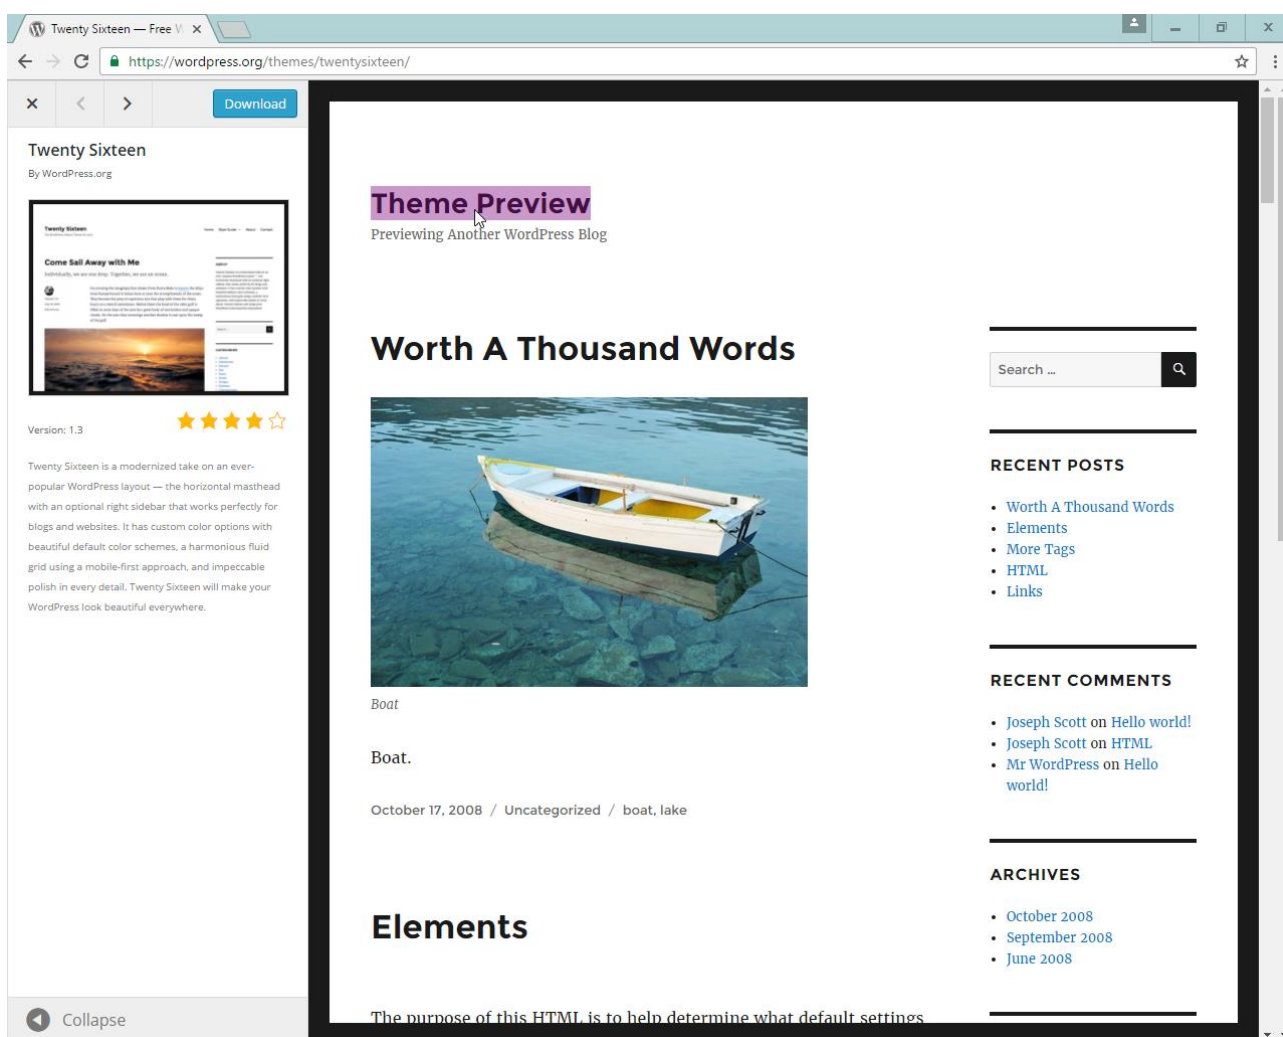 Twenty Sixteen — Free W
https://wordpress.org/themes/twentysixteen/
Download
Twenty Sixteen
By WordPress.org
Twenty Sixteen
Come Sail Away with Me
Version: 1.3
Twenty Sixteen is a modernized take on an ever-
popular WordPress layout — the horizontal masthead
with an optional right sidebar that works perfectly for
blogs and websites. It has custom color options with
beautiful default color schemes, a harmonious fluid
grid using a mobile-first approach, and impeccable
polish in every detail. Twenty Sixteen will make your
WordPress look beautiful everywhere.
Collapse
Theme Preview
Previewing Another WordPress Blog
Worth A Thousand Words
Boat
Boat.
October 17, 2008 / Uncategorized / boat, lake
Elements
The purpose of this HTML is to help determine what default settings
Search ...
RECENT POSTS
Worth A Thousand Words
Elements
More Tags
HTML
Links
RECENT COMMENTS
Joseph Scott on Hello world!
Joseph Scott on HTML
Mr WordPress on Hello
world!
ARCHIVES
October 2008
September 2008
June 2008